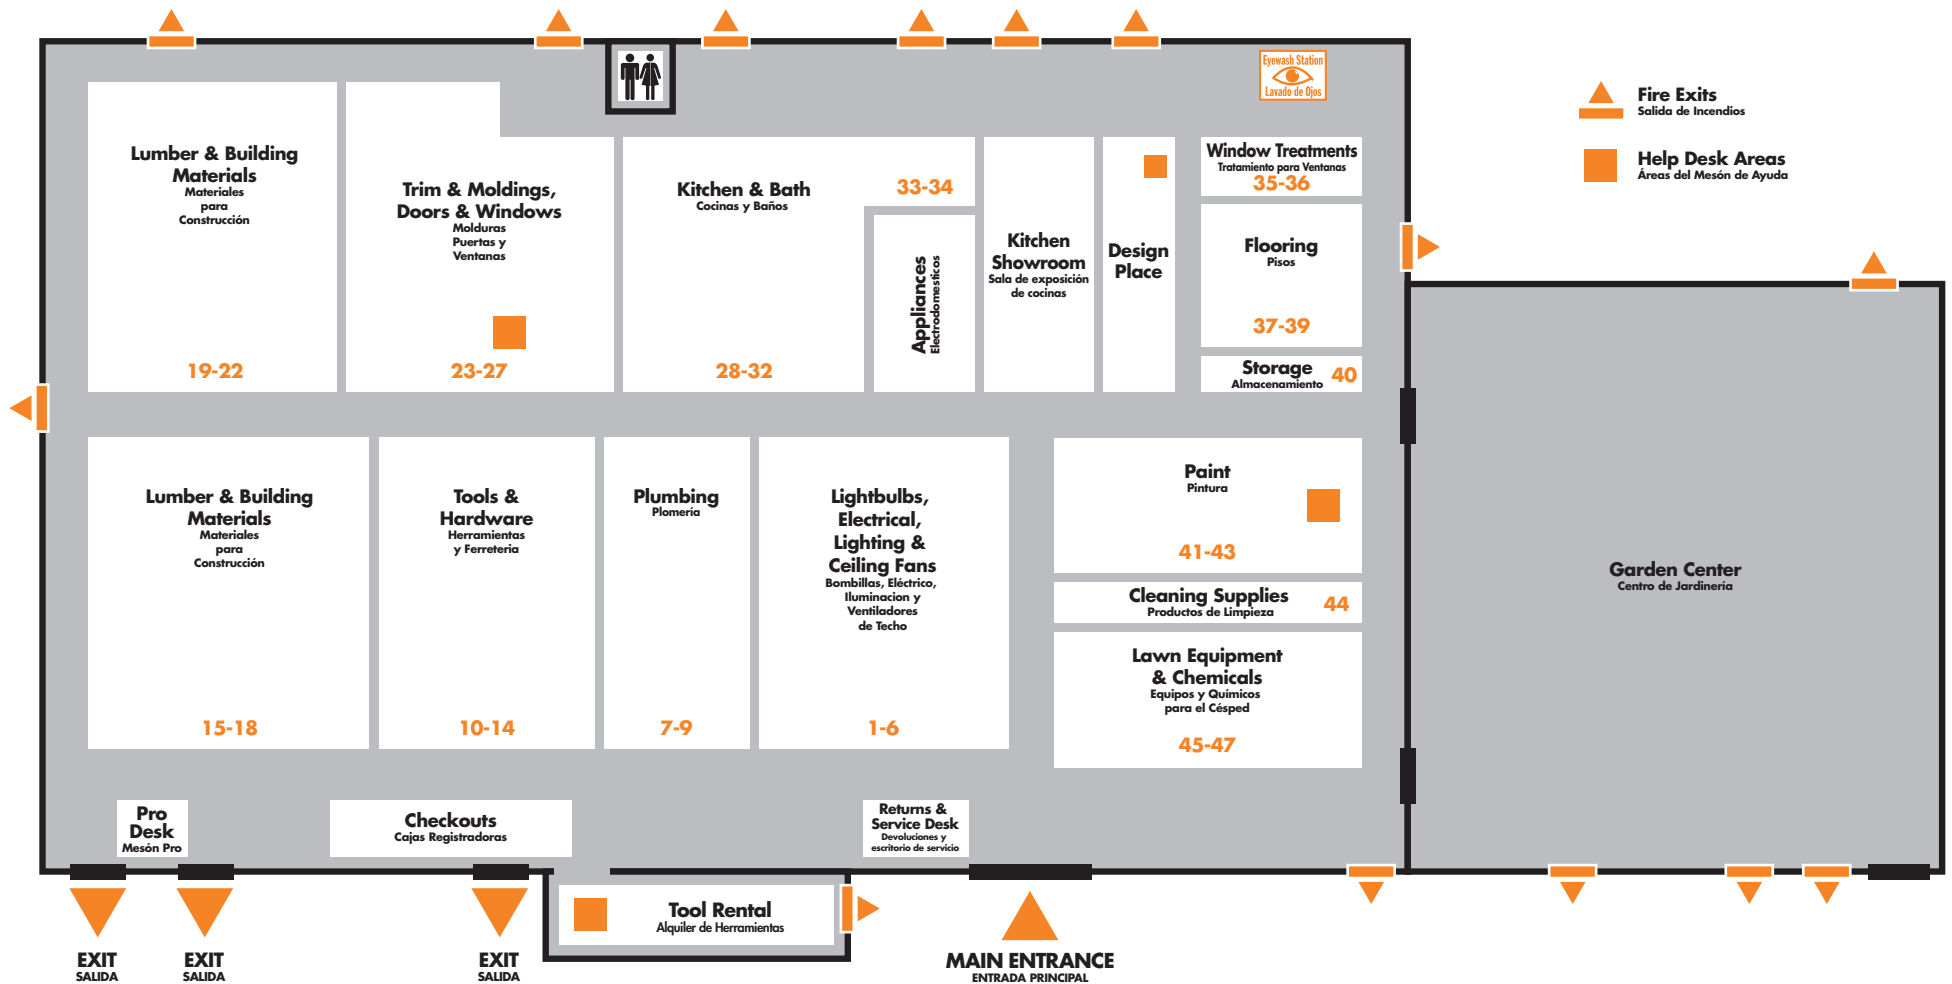 Eyewash Station
Lavado de Ojos
Fire Exits
Salida de Incendios
Help Desk Areas
Áreas del Mesón de Ayuda
Lumber & Building
Materials
Materiales
para
Construcción
19-22
Trim & Moldings,
Doors & Windows
Molduras
Puertas y
Ventanas
23-27
Kitchen & Bath
Cocinas y Baños
28-32
33-34
Appliances
Electrodomesticos
Kitchen
Showroom
Sala de exposición
de cocinas
Design
Place
Window Treatments
Tratamiento para Ventanas
35-36
Flooring
Pisos
37-39
Storage
Almacenamiento
40
Lumber & Building
Materials
Materiales
para
Construcción
15-18
Tools &
Hardware
Herramientas
y Ferreteria
10-14
Plumbing
Plomería
7-9
Lightbulbs,
Electrical,
Lighting &
Ceiling Fans
Bombillas, Eléctrico,
Iluminacion y
Ventiladores
de Techo
1-6
Paint
Pintura
41-43
Cleaning Supplies
Productos de Limpieza
44
Lawn Equipment
& Chemicals
Equipos y Químicos
para el Césped
45-47
Garden Center
Centro de Jardinería
Pro
Desk
Mesón Pro
Checkouts
Cajas Registradoras
Returns &
Service Desk
Devoluciones y
escritorio de servicio
Tool Rental
Alquiler de Herramientas
EXIT
SALIDA
EXIT
SALIDA
EXIT
SALIDA
MAIN ENTRANCE
ENTRADA PRINCIPAL